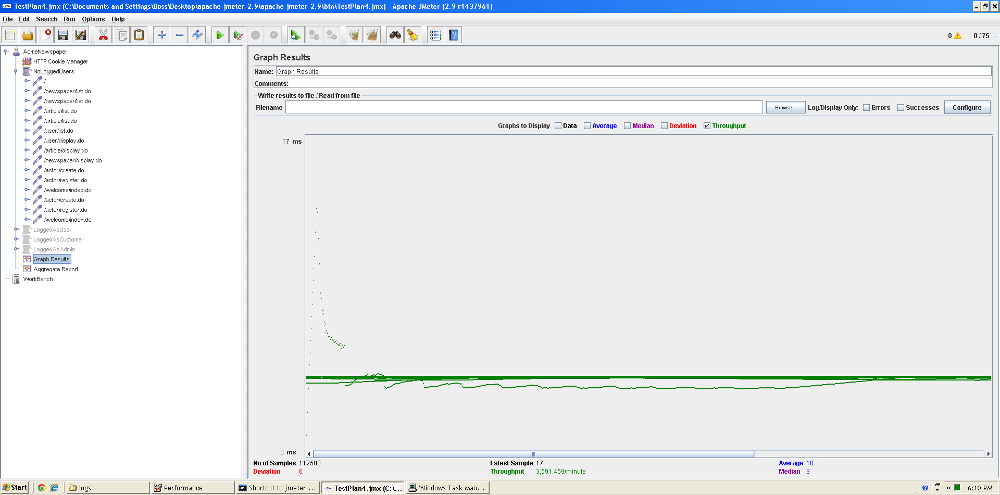 TestPlan4.jmx (C:\Documents and Settings\Boss\Desktop\apache-jmeter-2.9\apache-jmeter-2.9\bin\TestPlan4.jmx) - Apache JMeter (2.9 r1437961)
File Edit Search Run Options Help
0 0 / 75
AcmeNewspaper
HTTP Cookie Manager
NoLoggedUsers
/
/newspaper/list.do
/newspaper/list.do
/article/list.do
/article/list.do
/user/list.do
/user/display.do
/article/display.do
/newspaper/display.do
/actor/create.do
/actor/register.do
/welcome/index.do
/actor/create.do
/actor/register.do
/welcome/index.do
LoggedAsUser
LoggedAsCustomer
LoggedAsAdmin
Graph Results
Aggregate Report
WorkBench
Graph Results
Name: Graph Results
Comments:
Write results to file / Read from file
Filename Browse... Log/Display Only: Errors Successes Configure
Graphs to Display Data Average Median Deviation Throughput
17 ms
0 ms
No of Samples 112500 Latest Sample 17 Average 10
Deviation 6 Throughput 3,591.459/minute Median 9
Start logs Performance Shortcut to jmeter.... TestPlan4.jmx (C:\... Windows Task Man... 6:10 PM